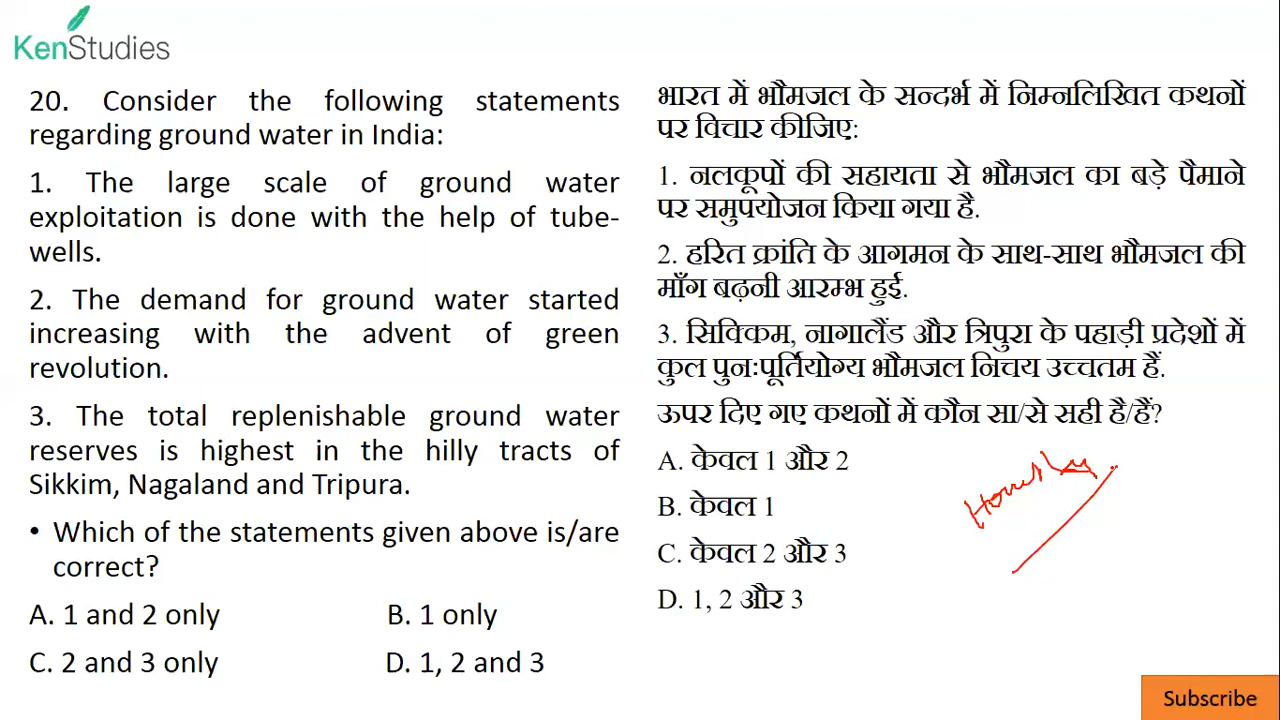 KenStudies
20. Consider the following statements
regarding ground water in India:
1. The large scale of ground water
exploitation is done with the help of tube-
wells.
2. The demand for ground water started
increasing with the advent of green
revolution.
3. The total replenishable ground water
reserves is highest in the hilly tracts of
Sikkim, Nagaland and Tripura.
• Which of the statements given above is/are
correct?
A. 1 and 2 only B. 1 only
C. 2 and 3 only D. 1, 2 and 3
भारत में भौमजल के सन्दर्भ में निम्नलिखित कथनों
पर विचार कीजिए:
1. नलकूपों की सहायता से भौमजल का बड़े पैमाने
पर समुपयोजन किया गया है.
2. हरित क्रांति के आगमन के साथ-साथ भौमजल की
माँग बढ़नी आरम्भ हुई.
3. सिक्किम, नागालैंड और त्रिपुरा के पहाड़ी प्रदेशों में
कुल पुनःपूर्तियोग्य भौमजल निचय उच्चतम हैं.
ऊपर दिए गए कथनों में कौन सा/से सही है/हैं?
A. केवल 1 और 2
B. केवल 1
C. केवल 2 और 3
D. 1, 2 और 3
Subscribe